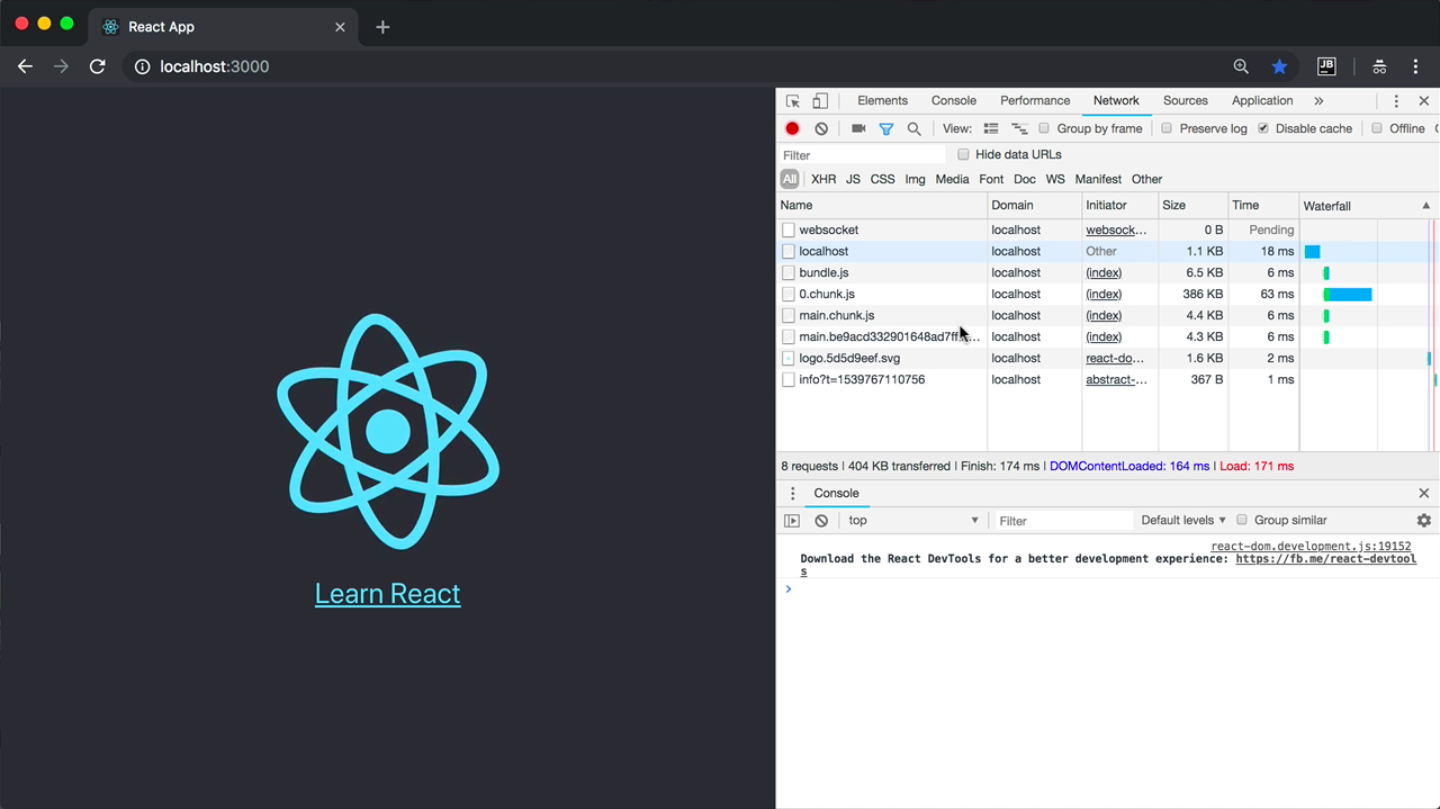 React App
localhost:3000
JB
Elements Console Performance Network Sources Application »
View: Group by frame Preserve log Disable cache Offline
Filter Hide data URLs
All XHR JS CSS Img Media Font Doc WS Manifest Other
Name Domain Initiator Size Time Waterfall
websocket localhost websock... 0 B Pending
localhost localhost Other 1.1 KB 18 ms
bundle.js localhost (index) 6.5 KB 6 ms
0.chunk.js localhost (index) 386 KB 63 ms
main.chunk.js localhost (index) 4.4 KB 6 ms
main.be9acd332901648ad7ff... localhost (index) 4.3 KB 6 ms
logo.5d5d9eef.svg localhost react-do... 1.6 KB 2 ms
info?t=1539767110756 localhost abstract-... 367 B 1 ms
8 requests | 404 KB transferred | Finish: 174 ms | DOMContentLoaded: 164 ms | Load: 171 ms
Console
top Filter Default levels Group similar
react-dom.development.js:19152
Download the React DevTools for a better development experience: https://fb.me/react-devtool
s
Learn React